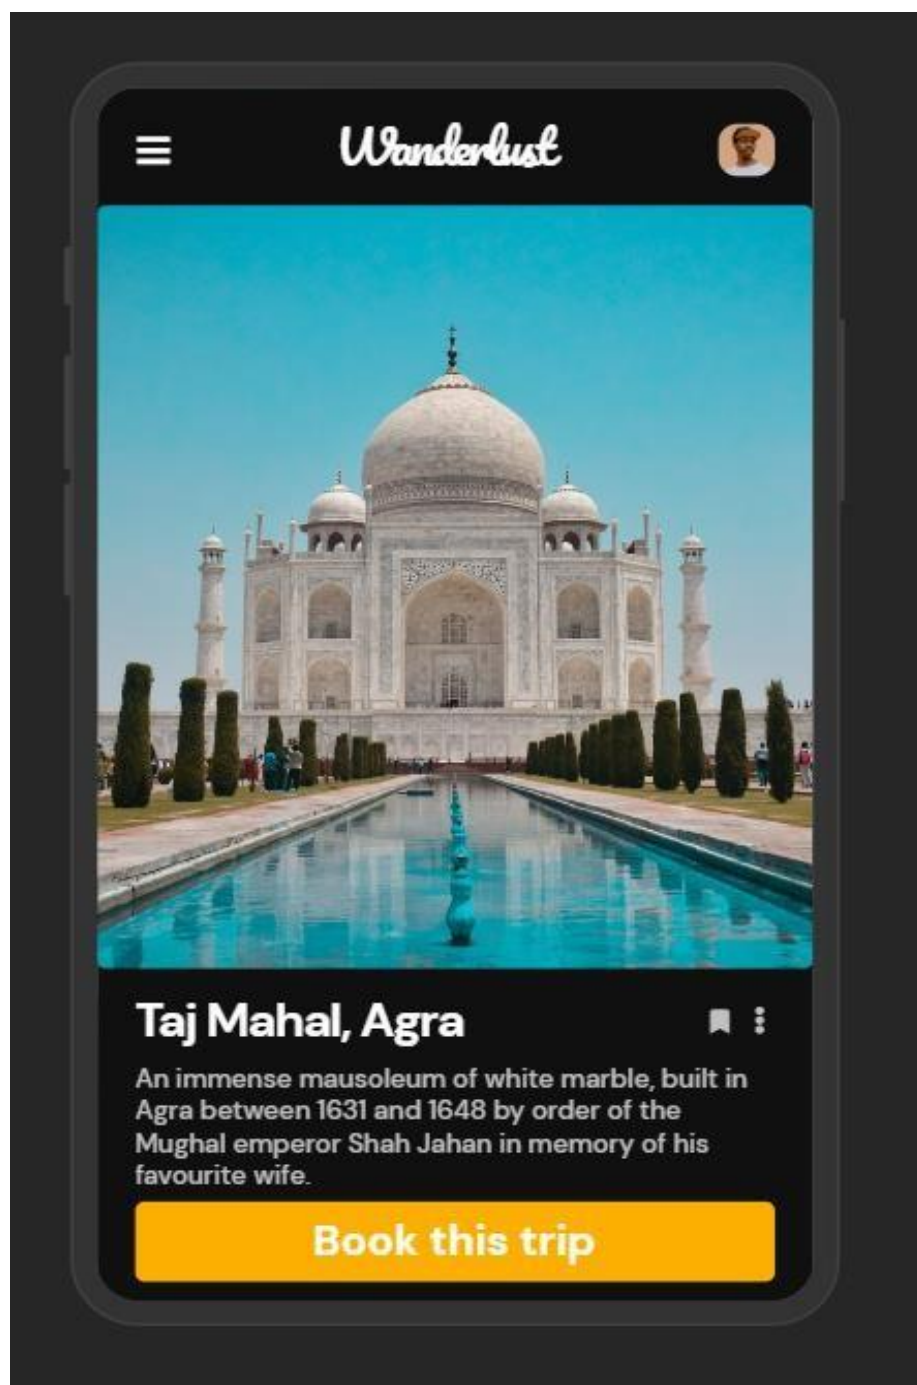 Wanderlust
Taj Mahal, Agra
An immense mausoleum of white marble, built in
Agra between 1631 and 1648 by order of the
Mughal emperor Shah Jahan in memory of his
favourite wife.
Book this trip